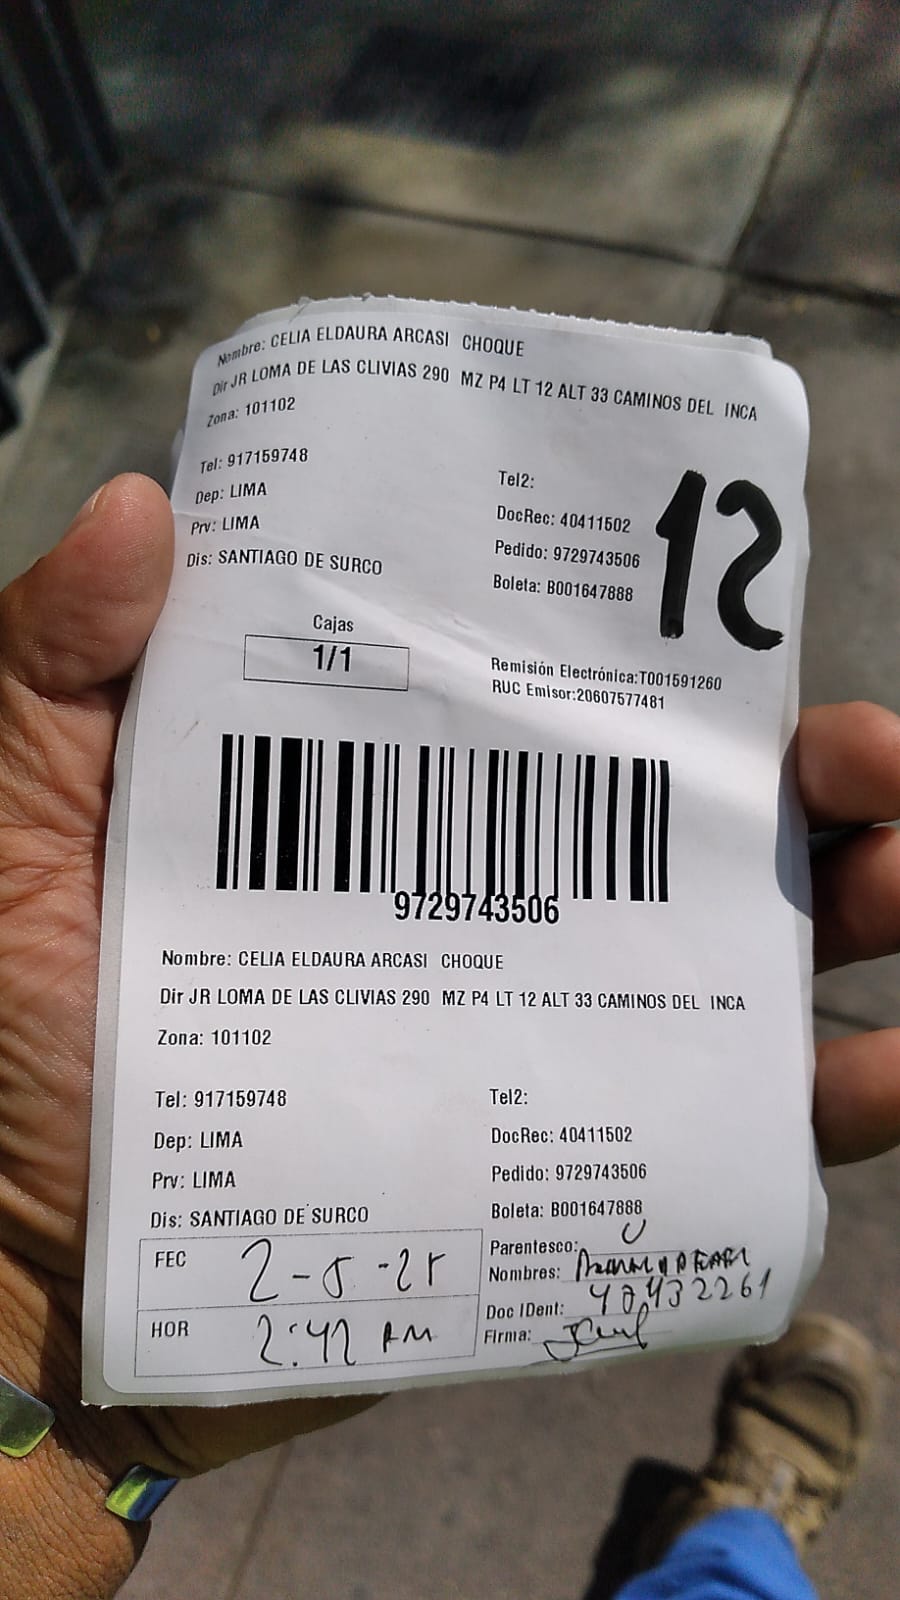 Nombre: CELIA ELDAURA ARCASI CHOQUE
Dir JR LOMA DE LAS CLIVIAS 290 MZ P4 LT 12 ALT 33 CAMINOS DEL INCA
Zona: 101102
Tel: 917159748
Tel2:
Dep: LIMA
DocRec: 40411502
Prv: LIMA
Pedido: 9729743506
Dis: SANTIAGO DE SURCO
Boleta: B001647888
12
Cajas
1/1
Remisión Electrónica:T001591260
RUC Emisor:20607577481
9729743506
Nombre: CELIA ELDAURA ARCASI CHOQUE
Dir JR LOMA DE LAS CLIVIAS 290 MZ P4 LT 12 ALT 33 CAMINOS DEL INCA
Zona: 101102
Tel: 917159748
Tel2:
Dep: LIMA
DocRec: 40411502
Prv: LIMA
Pedido: 9729743506
Dis: SANTIAGO DE SURCO
Boleta: B001647888
FEC 2-5-25
Parentesco:
Nombres:
HOR 2:42
Doc IDent:
Firma: